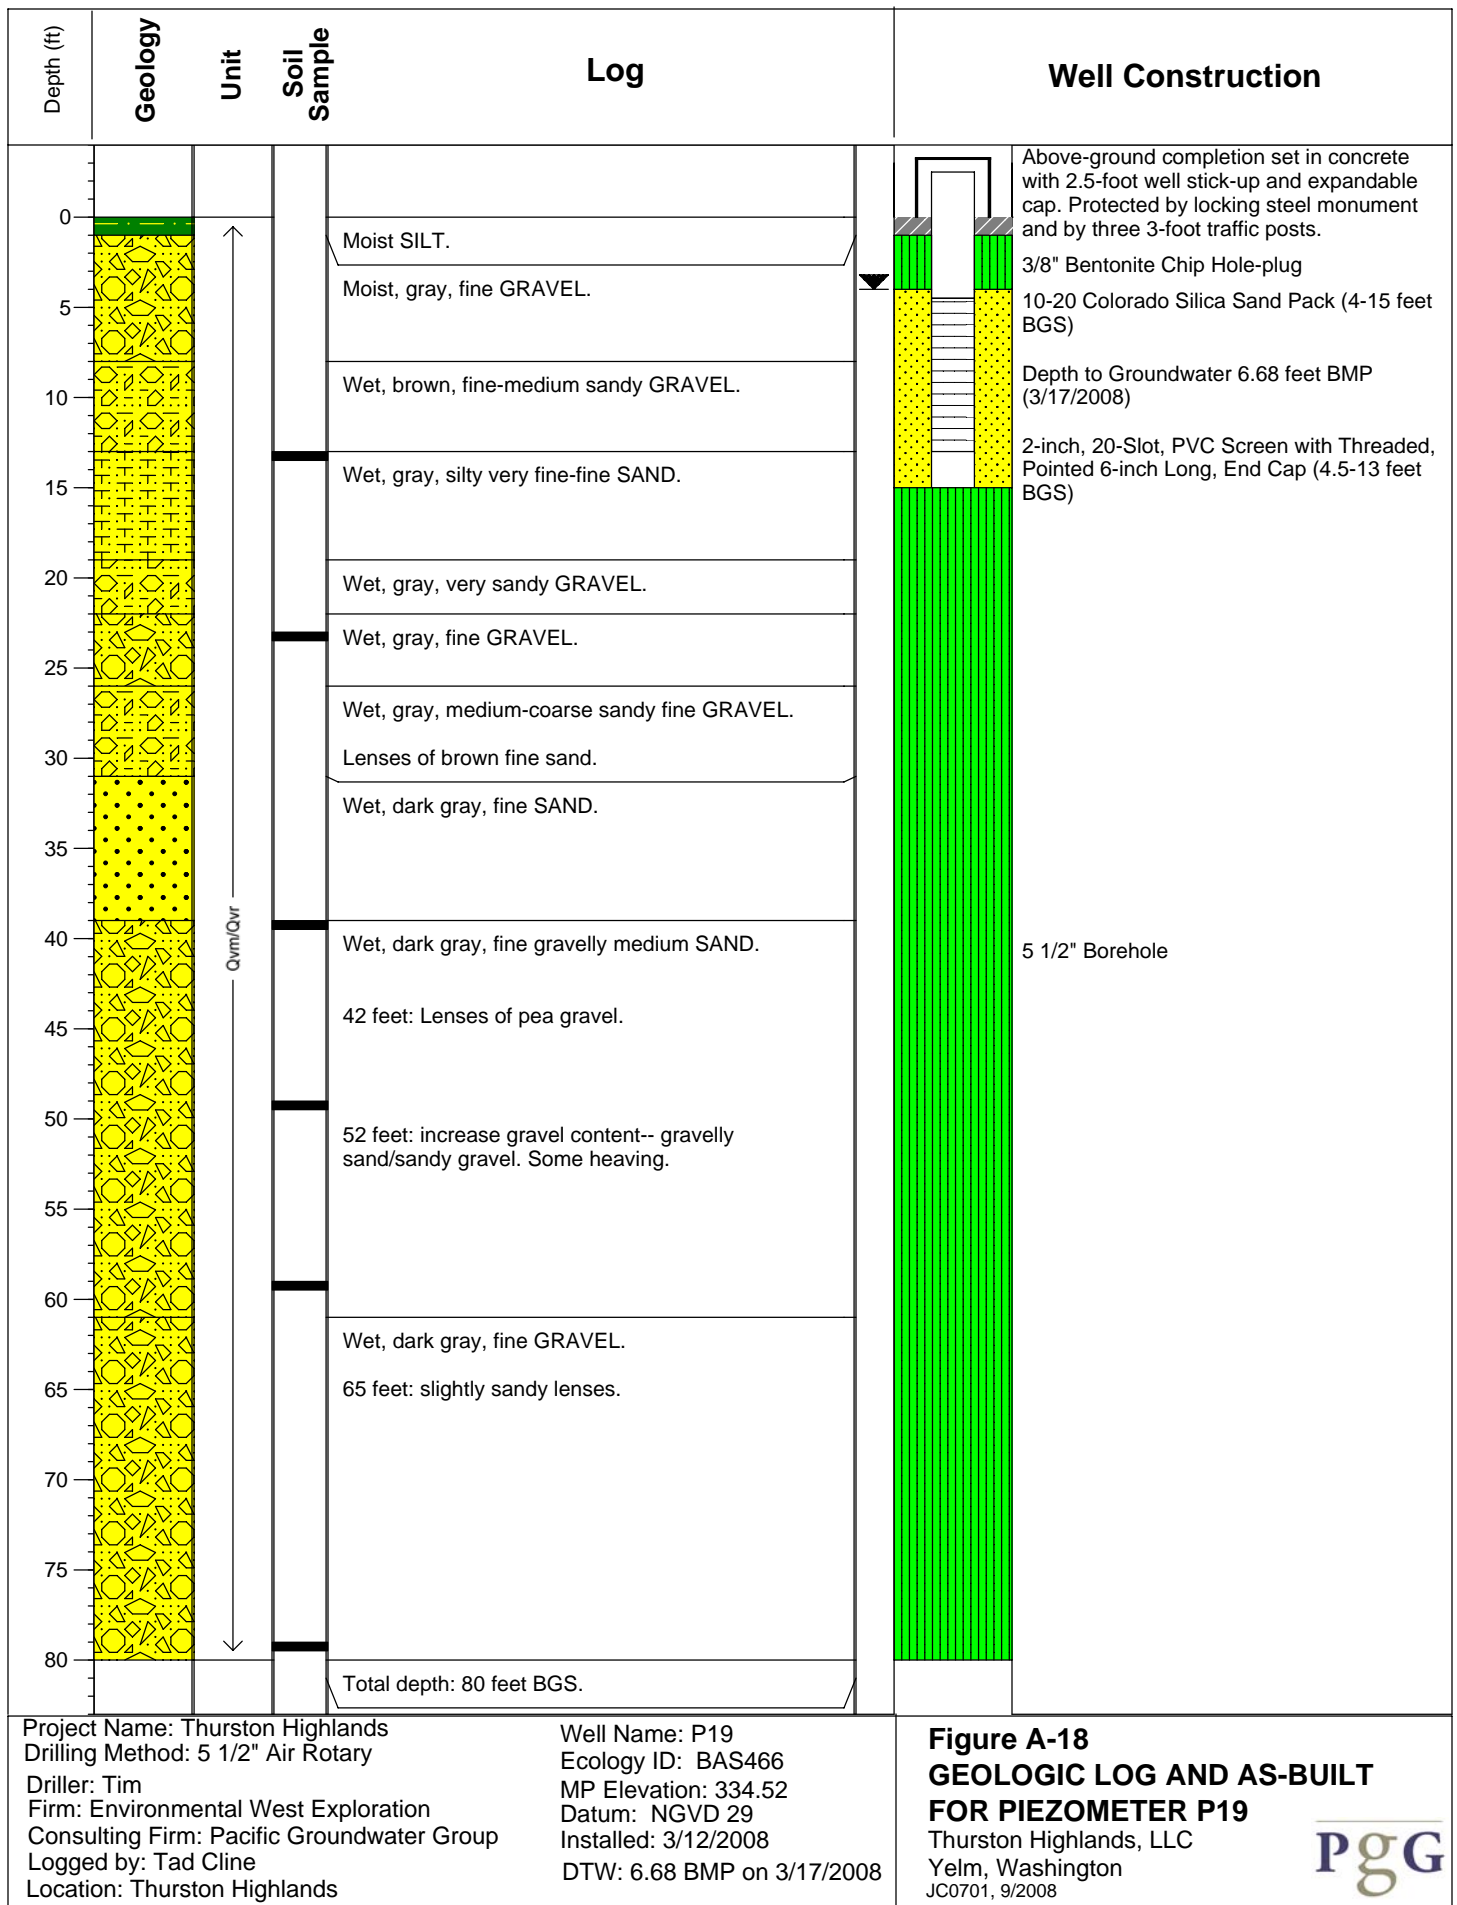 Depth (ft)
Geology
Unit
Soil
Sample
Log
Well Construction
0
5
10
15
20
25
30
35
40
45
50
55
60
65
70
75
80
Qvm/Qvr
Moist SILT.
Moist, gray, fine GRAVEL.
Wet, brown, fine-medium sandy GRAVEL.
Wet, gray, silty very fine-fine SAND.
Wet, gray, very sandy GRAVEL.
Wet, gray, fine GRAVEL.
Wet, gray, medium-coarse sandy fine GRAVEL.
Lenses of brown fine sand.
Wet, dark gray, fine SAND.
Wet, dark gray, fine gravelly medium SAND.
42 feet: Lenses of pea gravel.
52 feet: increase gravel content-- gravelly
sand/sandy gravel. Some heaving.
Wet, dark gray, fine GRAVEL.
65 feet: slightly sandy lenses.
Total depth: 80 feet BGS.
Above-ground completion set in concrete
with 2.5-foot well stick-up and expandable
cap. Protected by locking steel monument
and by three 3-foot traffic posts.
3/8" Bentonite Chip Hole-plug
10-20 Colorado Silica Sand Pack (4-15 feet
BGS)
Depth to Groundwater 6.68 feet BMP
(3/17/2008)
2-inch, 20-Slot, PVC Screen with Threaded,
Pointed 6-inch Long, End Cap (4.5-13 feet
BGS)
5 1/2" Borehole
Project Name: Thurston Highlands
Drilling Method: 5 1/2" Air Rotary
Driller: Tim
Firm: Environmental West Exploration
Consulting Firm: Pacific Groundwater Group
Logged by: Tad Cline
Location: Thurston Highlands
Well Name: P19
Ecology ID: BAS466
MP Elevation: 334.52
Datum: NGVD 29
Installed: 3/12/2008
DTW: 6.68 BMP on 3/17/2008
Figure A-18
GEOLOGIC LOG AND AS-BUILT
FOR PIEZOMETER P19
Thurston Highlands, LLC
Yelm, Washington
JC0701, 9/2008
PgG